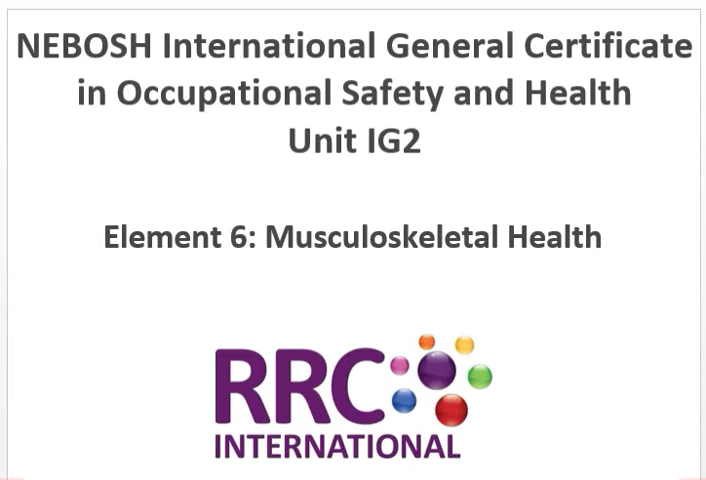 NEBOSH International General Certificate
in Occupational Safety and Health
Unit IG2
Element 6: Musculoskeletal Health
RRC
INTERNATIONAL